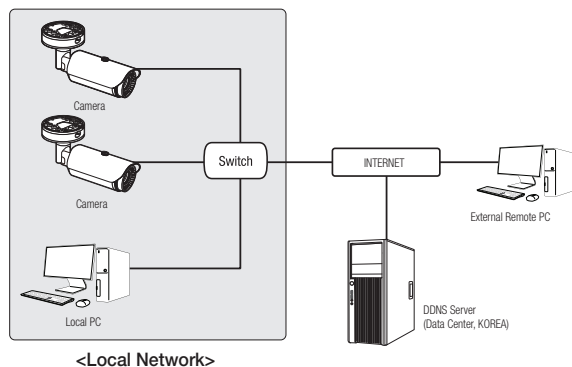 Camera
Camera
Switch
INTERNET
External Remote PC
Local PC
DDNS Server
(Data Center, KOREA)
<Local Network>